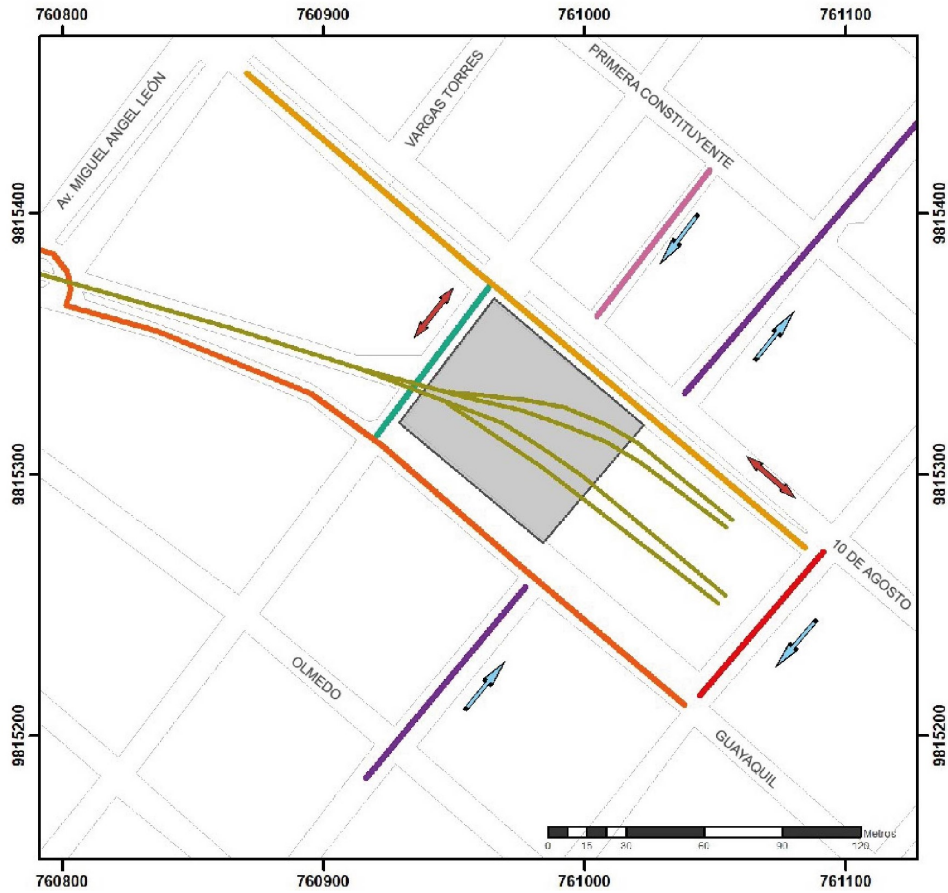 760800
760900
761000
761100
PRIMERA CONSTITUYENTE
VARGAS TORRES
Av. MIGUEL ANGEL LEÓN
9815400
9815400
9815300
9815300
10 DE AGOSTO
OLMEDO
9815200
9815200
GUAYAQUIL
Metros
0 15 30 60 90 120
760800
760900
761000
761100